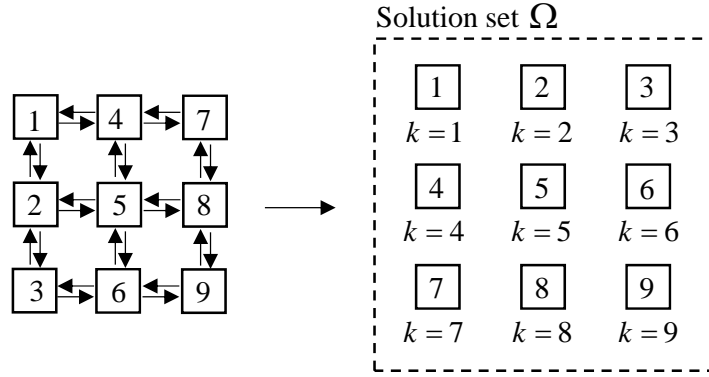 Solution set Ω
1 4 7
2 5 8
3 6 9
1 2 3
k = 1 k = 2 k = 3
4 5 6
k = 4 k = 5 k = 6
7 8 9
k = 7 k = 8 k = 9